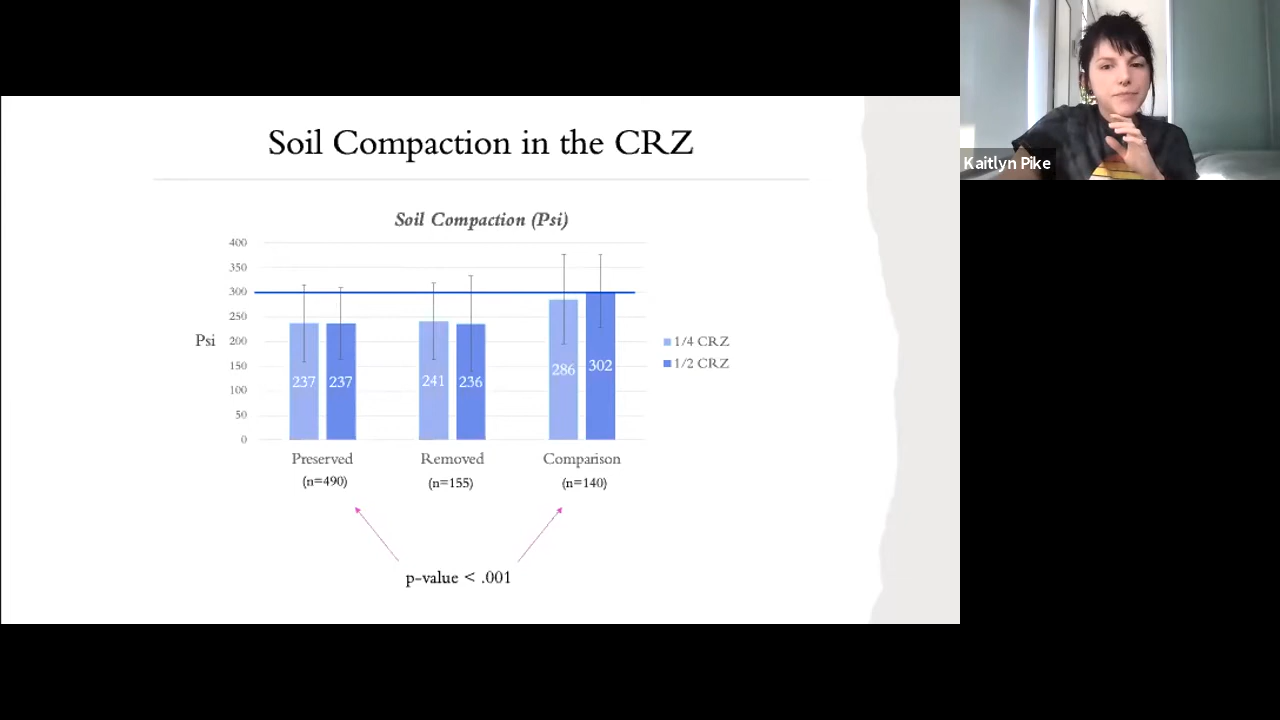 Soil Compaction in the CRZ
Kaitlyn Pike
Soil Compaction (Psi)
400
350
300
250
Psi 200
150
100
50
0
237 237 241 236 286 302
1/4 CRZ
1/2 CRZ
Preserved Removed Comparison
(n=490) (n=155) (n=140)
p-value < .001